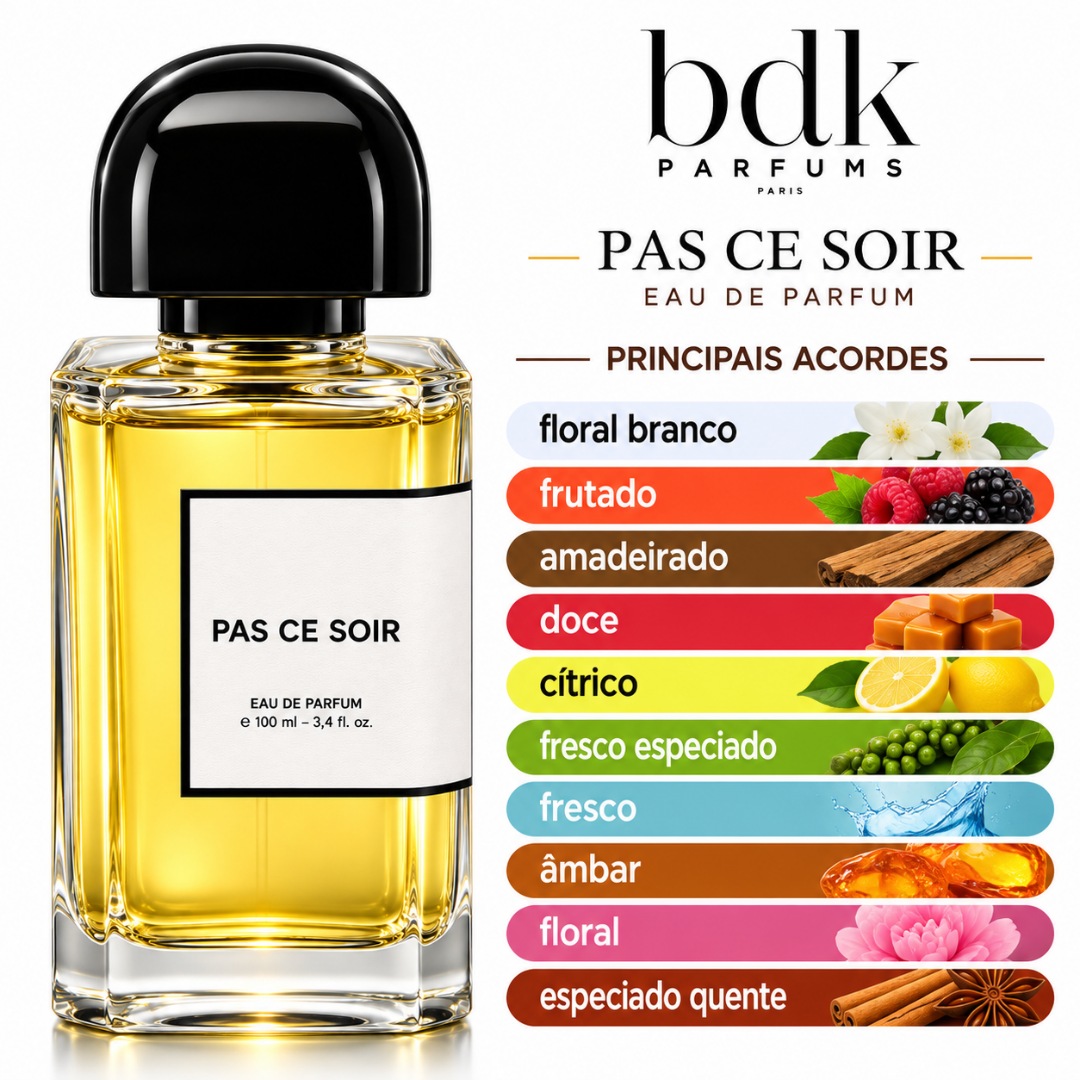 bdk
PARFUMS
PARIS
PAS CE SOIR
EAU DE PARFUM
PRINCIPAIS ACORDES
floral branco
frutado
amadeirado
doce
cítrico
fresco especiado
fresco
âmbar
floral
especiado quente
PAS CE SOIR
EAU DE PARFUM
℮ 100 ml – 3,4 fl. oz.